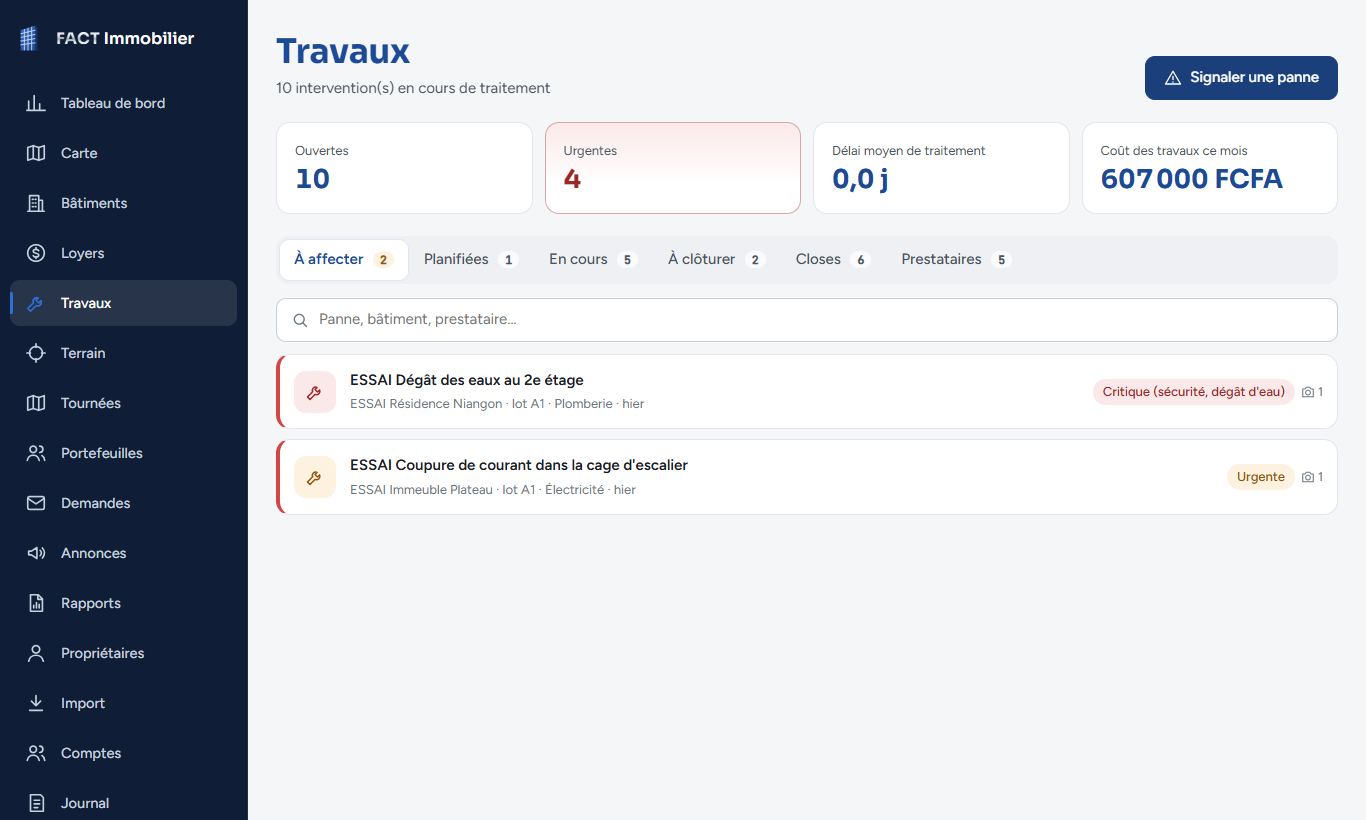 FACT Immobilier
Tableau de bord
Carte
Bâtiments
Loyers
Travaux
Terrain
Tournées
Portefeuilles
Demandes
Annonces
Rapports
Propriétaires
Import
Comptes
Journal
Travaux
10 intervention(s) en cours de traitement
Signaler une panne
Ouvertes
10
Urgentes
4
Délai moyen de traitement
0,0 j
Coût des travaux ce mois
607 000 FCFA
À affecter 2 Planifiées 1 En cours 5 À clôturer 2 Closes 6 Prestataires 5
Panne, bâtiment, prestataire...
ESSAI Dégât des eaux au 2e étage
ESSAI Résidence Niangon · lot A1 · Plomberie · hier
Critique (sécurité, dégât d'eau) 1
ESSAI Coupure de courant dans la cage d'escalier
ESSAI Immeuble Plateau · lot A1 · Électricité · hier
Urgente 1